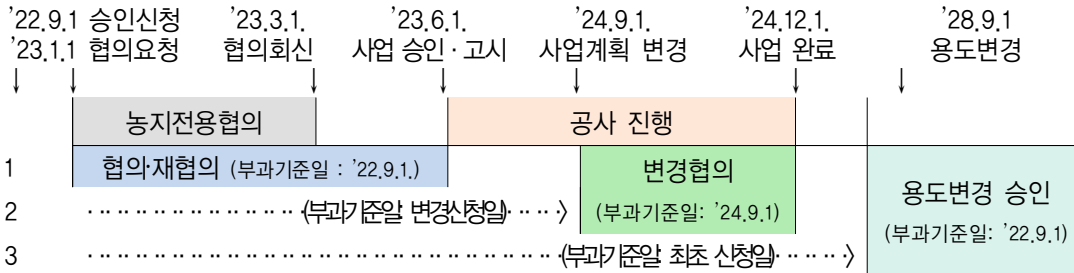 ’22.9.1 승인신청 ’23.3.1. ’23.6.1. ’24.9.1. ’24.12.1. ’28.9.1
’23.1.1 협의요청 협의회신 사업 승인·고시 사업계획 변경 사업 완료 용도변경
↓ ↓ ↓ ↓ ↓ ↓ ↓
농지전용협의 공사 진행
1 협의·재협의 (부과기준일 : ’22.9.1.) 변경협의
2 (부과기준일: 변경신청일) (부과기준일: ’24.9.1) 용도변경 승인
(부과기준일: ’22.9.1)
3 (부과기준일: 최초 신청일)